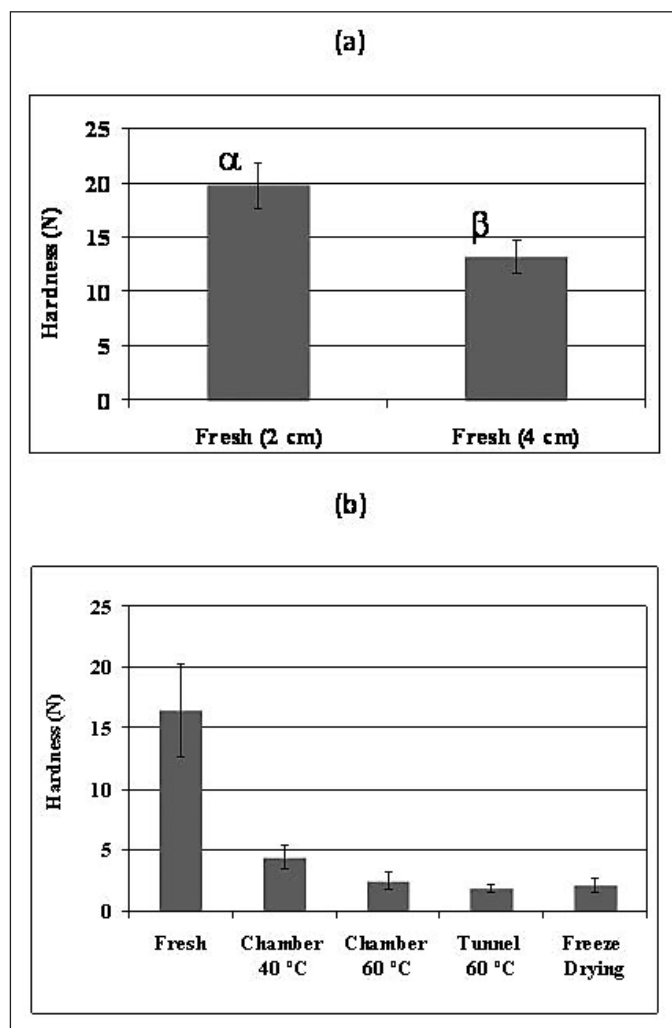 (a)
Hardness (N)
25
20
15
10
5
0
α
β
Fresh (2 cm)
Fresh (4 cm)
(b)
Hardness (N)
25
20
15
10
5
0
Fresh
Chamber
40 °C
Chamber
60 °C
Tunnel
60 °C
Freeze
Drying